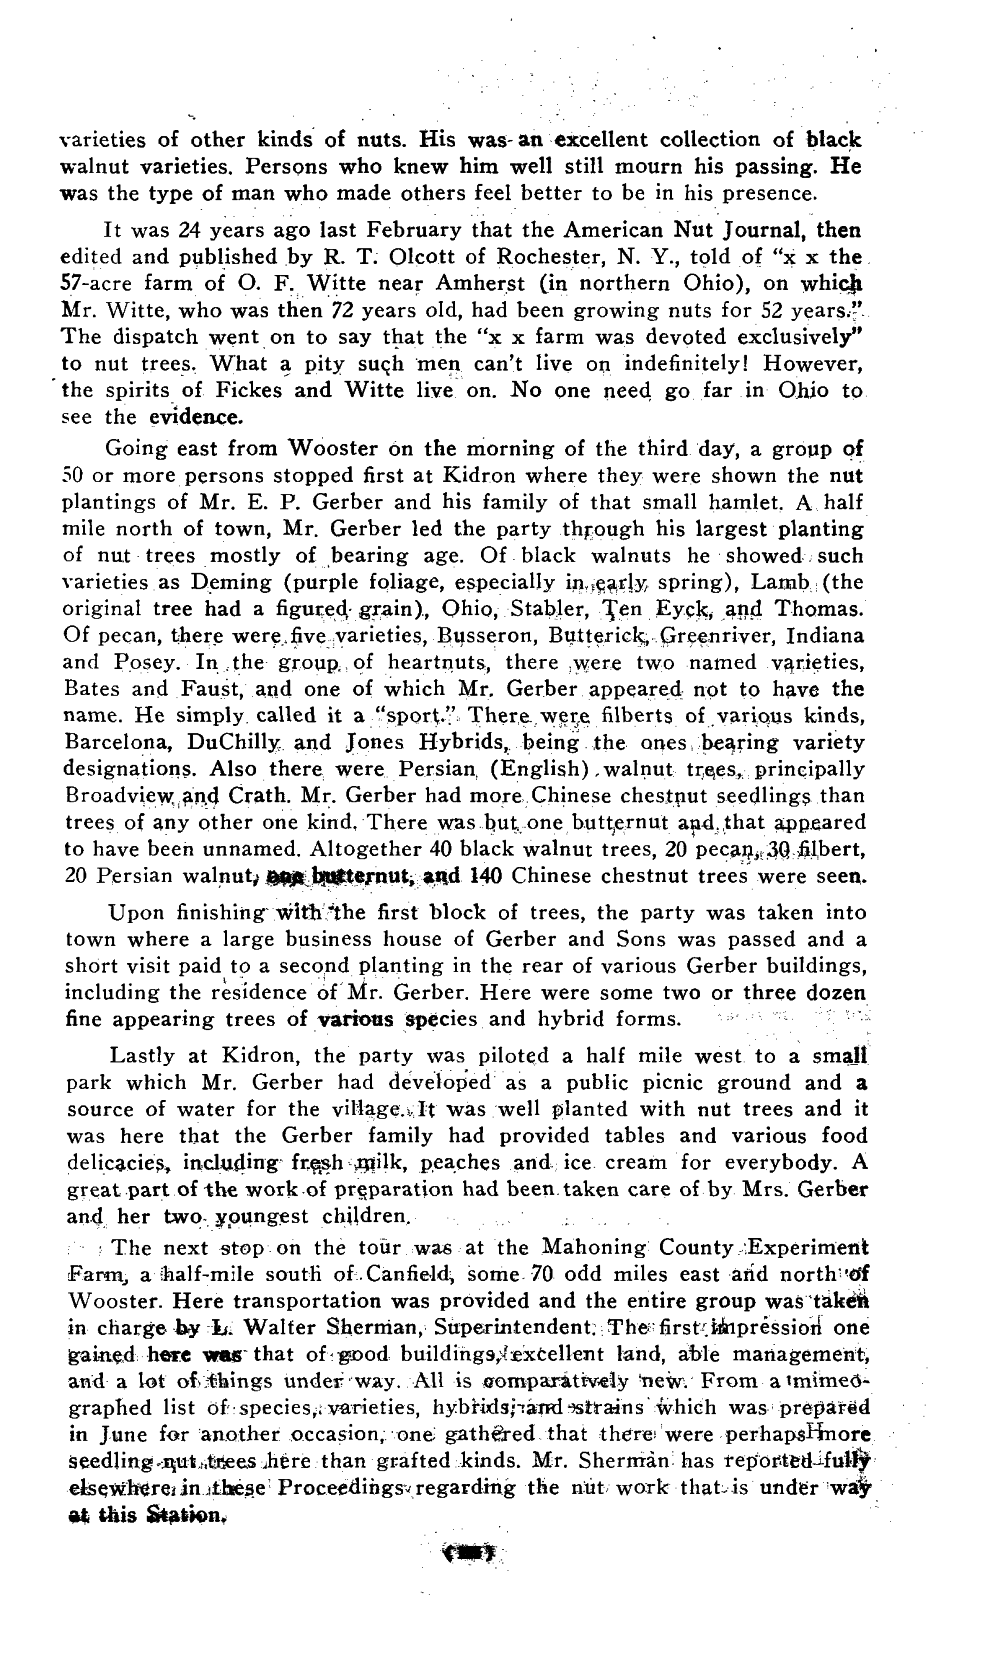 varieties of other kinds of nuts. His was an excellent collection of black
walnut varieties. Persons who knew him well still mourn his passing. He
was the type of man who made others feel better to be in his presence.
It was 24 years ago last February that the American Nut Journal, then
edited and published by R. T. Olcott of Rochester, N. Y., told of “x x the
57-acre farm of O. F. Witte near Amherst (in northern Ohio), on which
Mr. Witte, who was then 72 years old, had been growing nuts for 52 years.”
The dispatch went on to say that the “x x farm was devoted exclusively”
to nut trees. What a pity such men can't live on indefinitely! However,
the spirits of Fickes and Witte live on. No one need go far in Ohio to
see the evidence.
Going east from Wooster on the morning of the third day, a group of
50 or more persons stopped first at Kidron where they were shown the nut
plantings of Mr. E. P. Gerber and his family of that small hamlet. A half
mile north of town, Mr. Gerber led the party through his largest planting
of nut trees mostly of bearing age. Of black walnuts he showed such
varieties as Deming (purple foliage, especially in early spring), Lamb (the
original tree had a figured grain), Ohio, Stabler, Ten Eyck, and Thomas.
Of pecan, there were five varieties, Busseron, Butterick, Greenriver, Indiana
and Posey. In the group of heartnuts, there were two named varieties,
Bates and Faust, and one of which Mr. Gerber appeared not to have the
name. He simply called it a “sport.” There were filberts of various kinds,
Barcelona, DuChilly and Jones Hybrids, being the ones bearing variety
designations. Also there were Persian (English) walnut trees, principally
Broadview and Crath. Mr. Gerber had more Chinese chestnut seedlings than
trees of any other one kind. There was but one butternut and that appeared
to have been unnamed. Altogether 40 black walnut trees, 20 pecan, 30 filbert,
20 Persian walnut, one butternut, and 140 Chinese chestnut trees were seen.
Upon finishing with the first block of trees, the party was taken into
town where a large business house of Gerber and Sons was passed and a
short visit paid to a second planting in the rear of various Gerber buildings,
including the residence of Mr. Gerber. Here were some two or three dozen
fine appearing trees of various species and hybrid forms.
Lastly at Kidron, the party was piloted a half mile west to a small
park which Mr. Gerber had developed as a public picnic ground and a
source of water for the village. It was well planted with nut trees and it
was here that the Gerber family had provided tables and various food
delicacies, including fresh milk, peaches and ice cream for everybody. A
great part of the work of preparation had been taken care of by Mrs. Gerber
and her two youngest children.
The next stop on the tour was at the Mahoning County Experiment
Farm, a half-mile south of Canfield, some 70 odd miles east and north of
Wooster. Here transportation was provided and the entire group was taken
in charge by L. Walter Sherman, Superintendent. The first impression one
gained here was that of good buildings, excellent land, able management,
and a lot of things under way. All is comparatively new. From a mimeo-
graphed list of species, varieties, hybrids, and strains which was prepared
in June for another occasion, one gathered that there were perhaps more
seedling nut trees here than grafted kinds. Mr. Sherman has reported fully
elsewhere in these Proceedings regarding the nut work that is under way
at this Station.